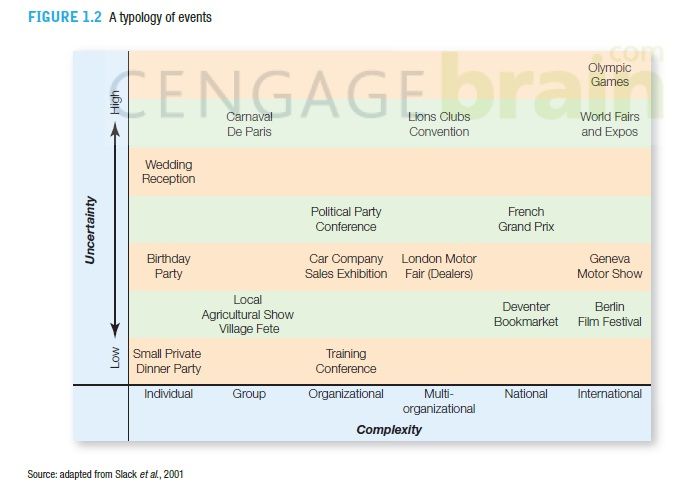 FIGURE 1.2 A typology of events
CENGAGE brain.com
Olympic
Games
Carnaval
De Paris
Lions Clubs
Convention
World Fairs
and Expos
Wedding
Reception
Political Party
Conference
French
Grand Prix
Birthday
Party
Car Company
Sales Exhibition
London Motor
Fair (Dealers)
Geneva
Motor Show
Local
Agricultural Show
Village Fete
Deventer
Bookmarket
Berlin
Film Festival
Small Private
Dinner Party
Training
Conference
High
Uncertainty
Low
Individual
Group
Organizational
Multi-
organizational
National
International
Complexity
Source: adapted from Slack et al., 2001